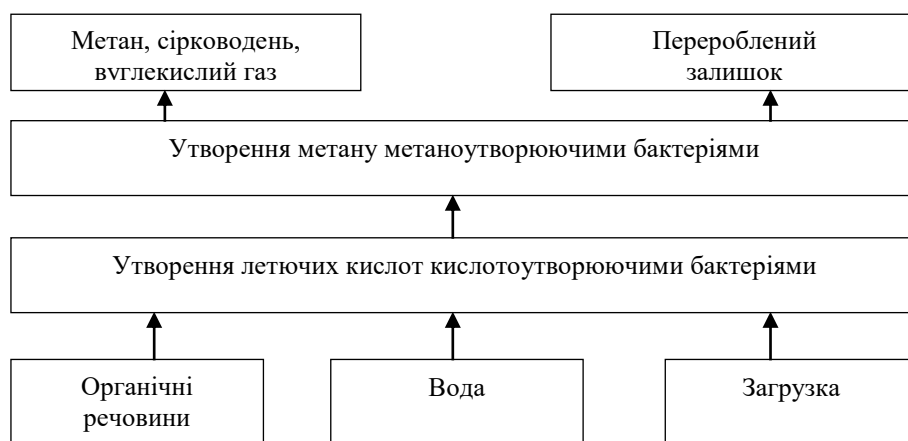 Метан, сірководень,
вуглекислий газ
Перероблений
залишок
Утворення метану метаноутворюючими бактеріями
Утворення летючих кислот кислотоутворюючими бактеріями
Органічні
речовини
Вода
Загрузка